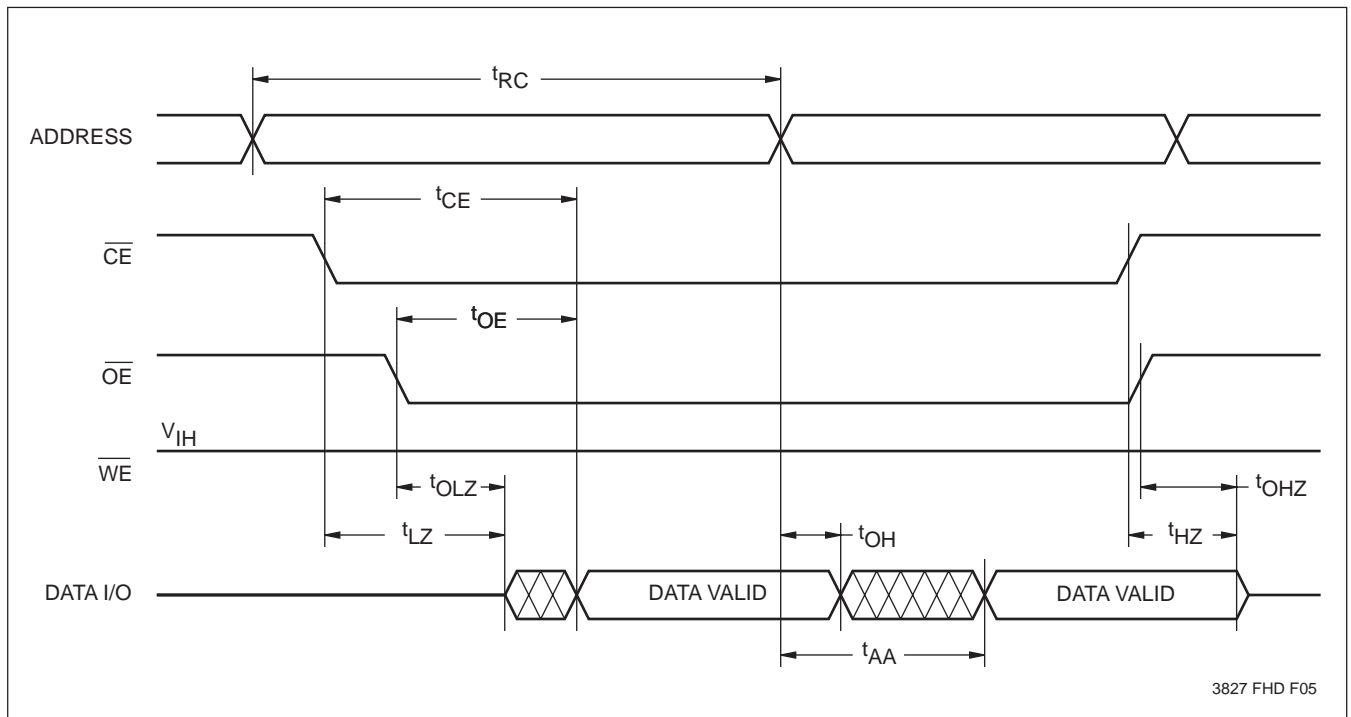 tRC
ADDRESS
tCE
CE
tOE
OE
VIH
WE
tOLZ
tOHZ
tLZ
tOH
tHZ
DATA I/O
DATA VALID
DATA VALID
tAA
3827 FHD F05